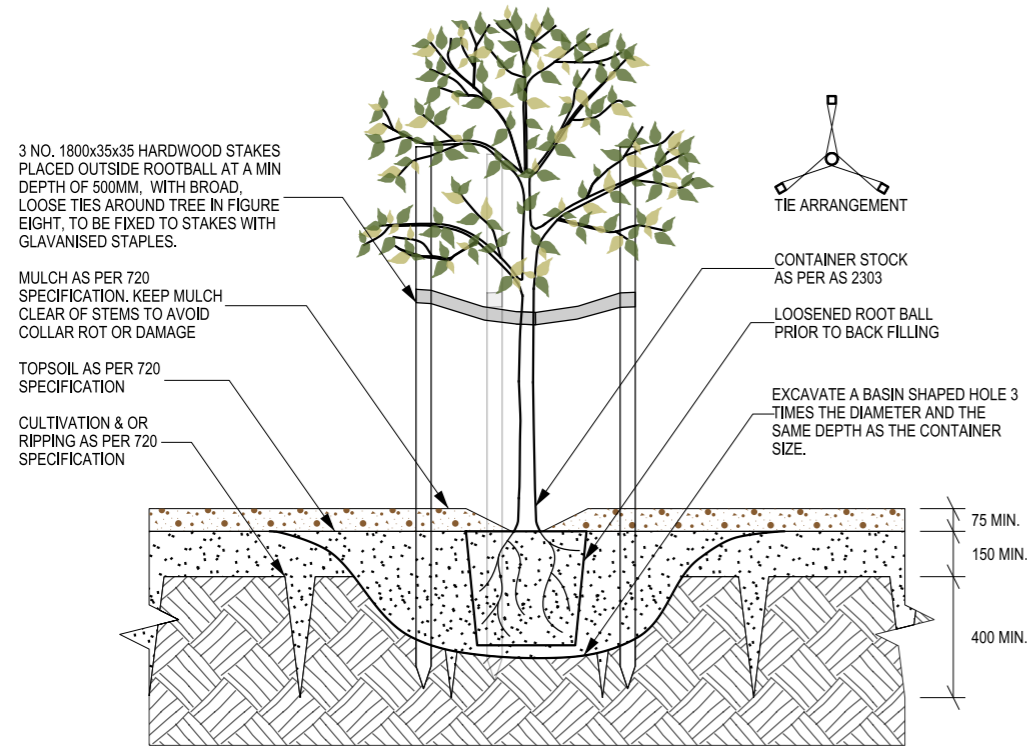 3 NO. 1800x35x35 HARDWOOD STAKES
PLACED OUTSIDE ROOTBALL AT A MIN
DEPTH OF 500MM, WITH BROAD,
LOOSE TIES AROUND TREE IN FIGURE
EIGHT, TO BE FIXED TO STAKES WITH
GLAVANISED STAPLES.
MULCH AS PER 720
SPECIFICATION. KEEP MULCH
CLEAR OF STEMS TO AVOID
COLLAR ROT OR DAMAGE
TOPSOIL AS PER 720
SPECIFICATION
CULTIVATION & OR
RIPPING AS PER 720
SPECIFICATION
TIE ARRANGEMENT
CONTAINER STOCK
AS PER AS 2303
LOOSENED ROOT BALL
PRIOR TO BACK FILLING
EXCAVATE A BASIN SHAPED HOLE 3
TIMES THE DIAMETER AND THE
SAME DEPTH AS THE CONTAINER
SIZE.
75 MIN.
150 MIN.
400 MIN.